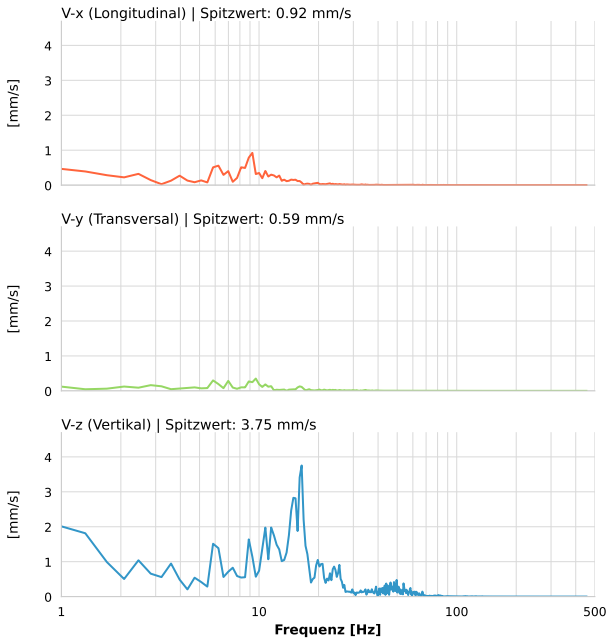 V-x (Longitudinal) | Spitzwert: 0.92 mm/s
4
3
2
1
0
[mm/s]
V-y (Transversal) | Spitzwert: 0.59 mm/s
4
3
2
1
0
[mm/s]
V-z (Vertikal) | Spitzwert: 3.75 mm/s
4
3
2
1
0
[mm/s]
1 10 100 500
Frequenz [Hz]